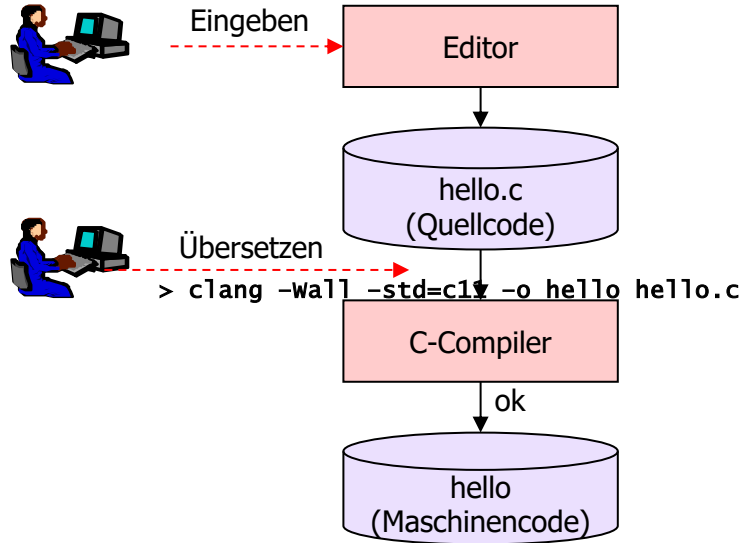 Eingeben
Editor
hello.c
(Quellcode)
Übersetzen
> clang –Wall –std=c11 –o hello hello.c
C-Compiler
ok
hello
(Maschinencode)